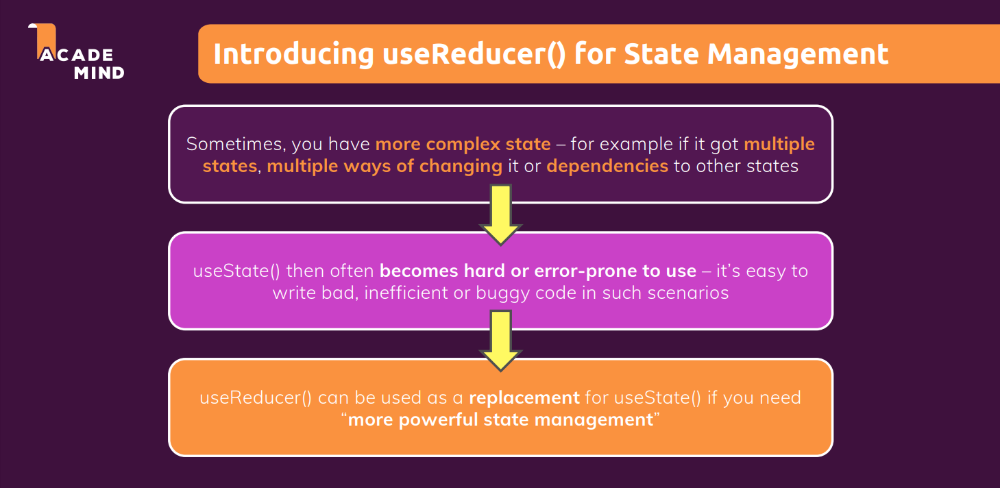 ACADE
MIND
Introducing useReducer() for State Management
Sometimes, you have more complex state – for example if it got multiple
states, multiple ways of changing it or dependencies to other states
useState() then often becomes hard or error-prone to use – it’s easy to
write bad, inefficient or buggy code in such scenarios
useReducer() can be used as a replacement for useState() if you need
“more powerful state management”